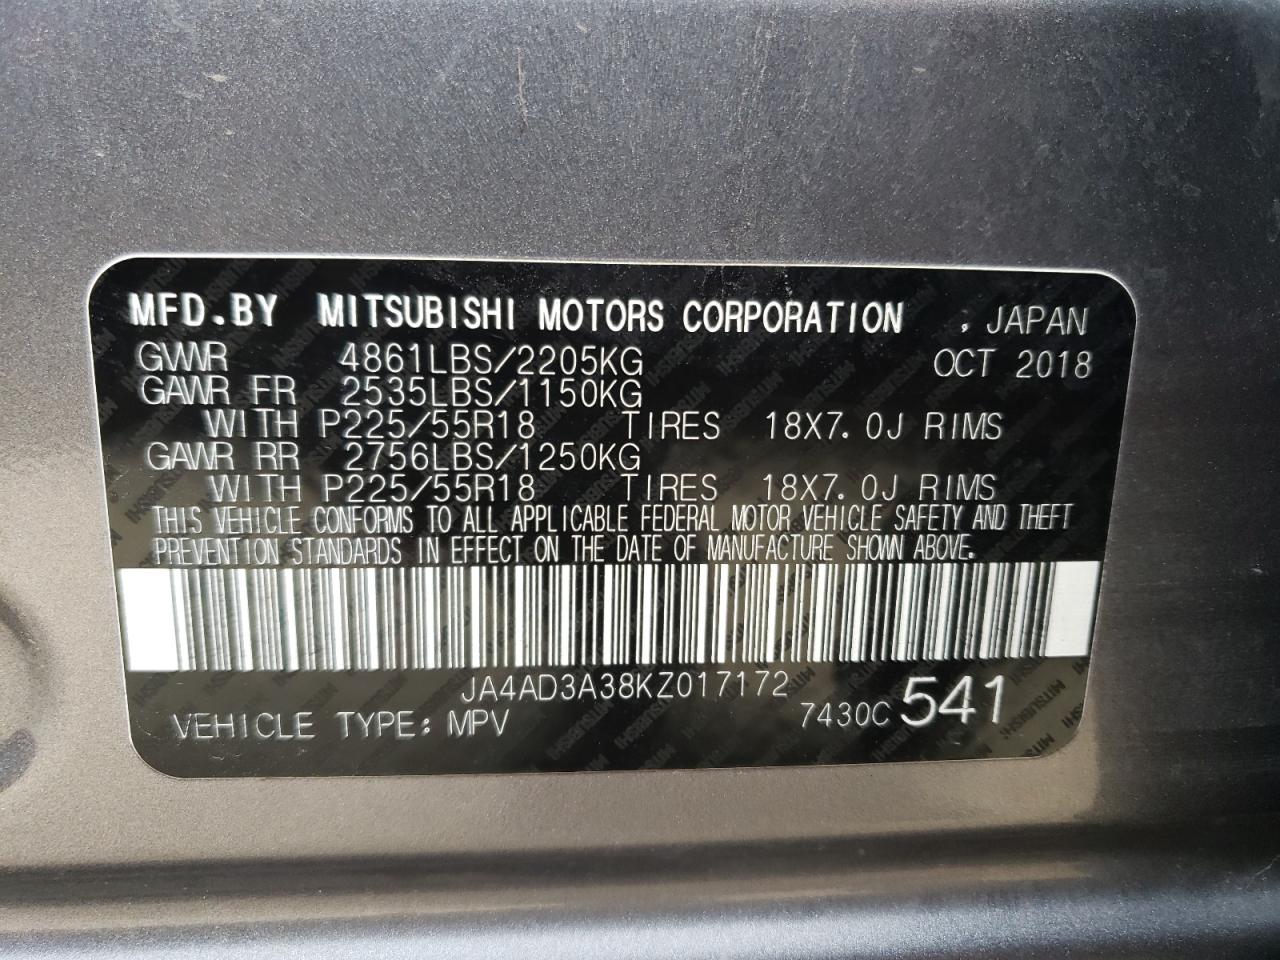 MFD.BY MITSUBISHI MOTORS CORPORATION , JAPAN
GVWR 4861LBS/2205KG OCT 2018
GAWR FR 2535LBS/1150KG
WITH P225/55R18 TIRES 18X7.0J RIMS
GAWR RR 2756LBS/1250KG
WITH P225/55R18 TIRES 18X7.0J RIMS
THIS VEHICLE CONFORMS TO ALL APPLICABLE FEDERAL MOTOR VEHICLE SAFETY AND THEFT
PREVENTION STANDARDS IN EFFECT ON THE DATE OF MANUFACTURE SHOWN ABOVE.
JA4AD3A38KZ017172
VEHICLE TYPE: MPV 7430C 541